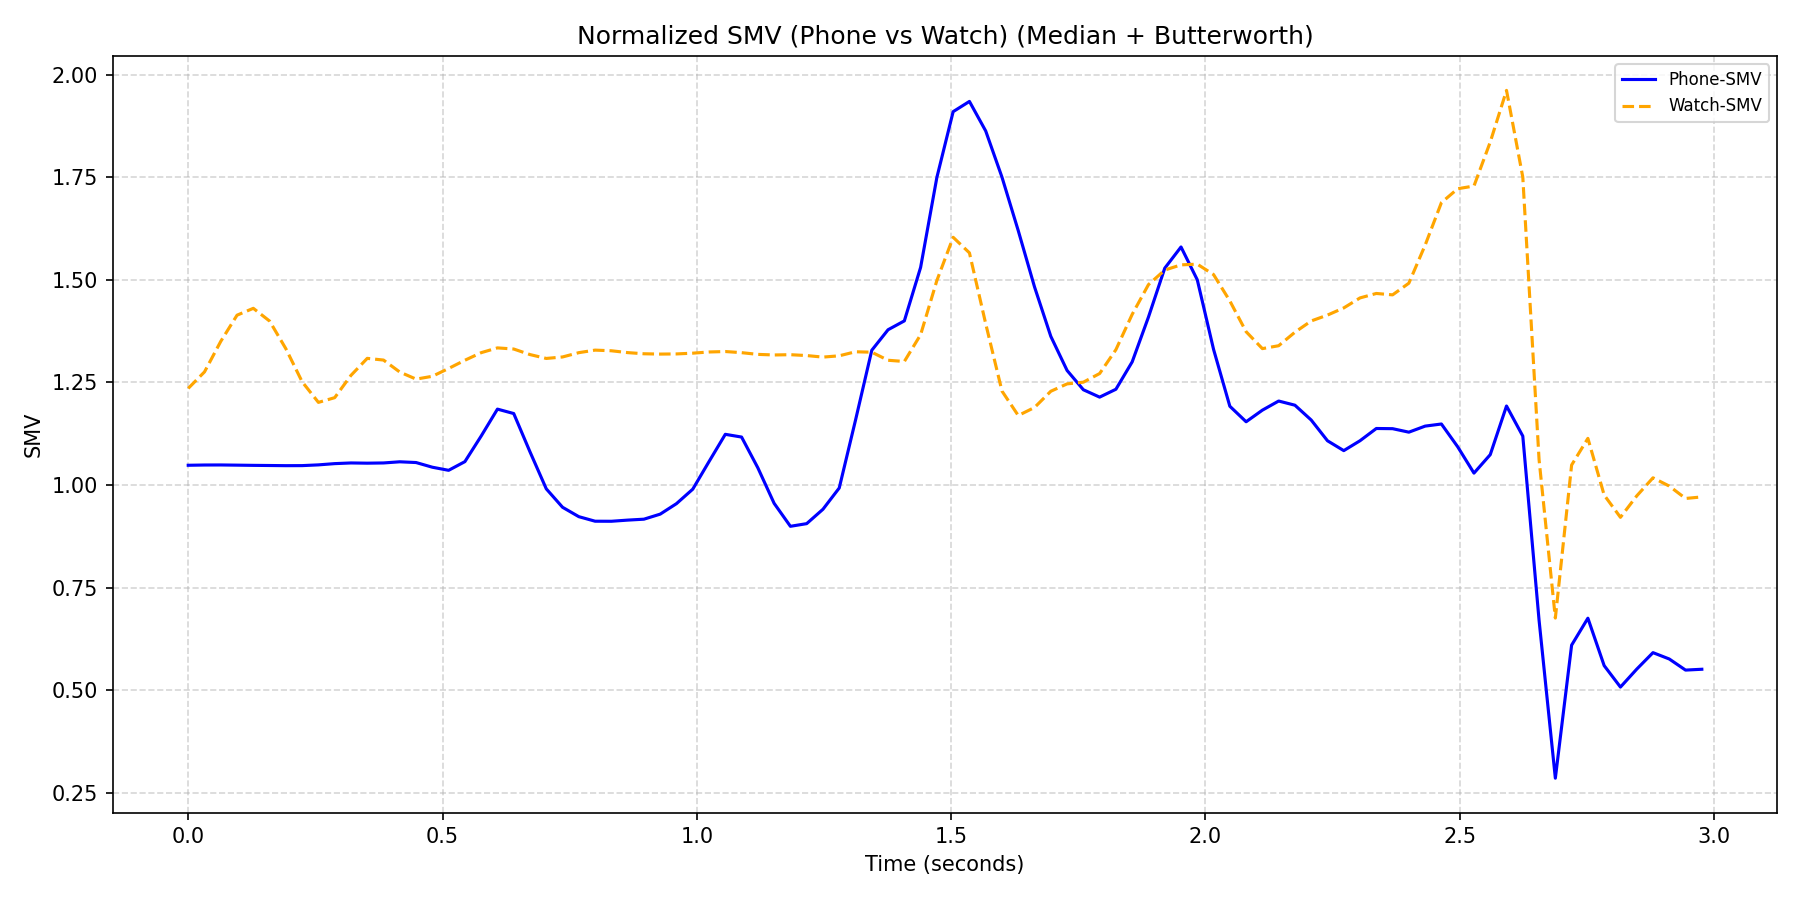 Normalized SMV (Phone vs Watch) (Median + Butterworth)
Phone-SMV
Watch-SMV
2.00
1.75
1.50
1.25
1.00
0.75
0.50
0.25
SMV
0.0 0.5 1.0 1.5 2.0 2.5 3.0
Time (seconds)